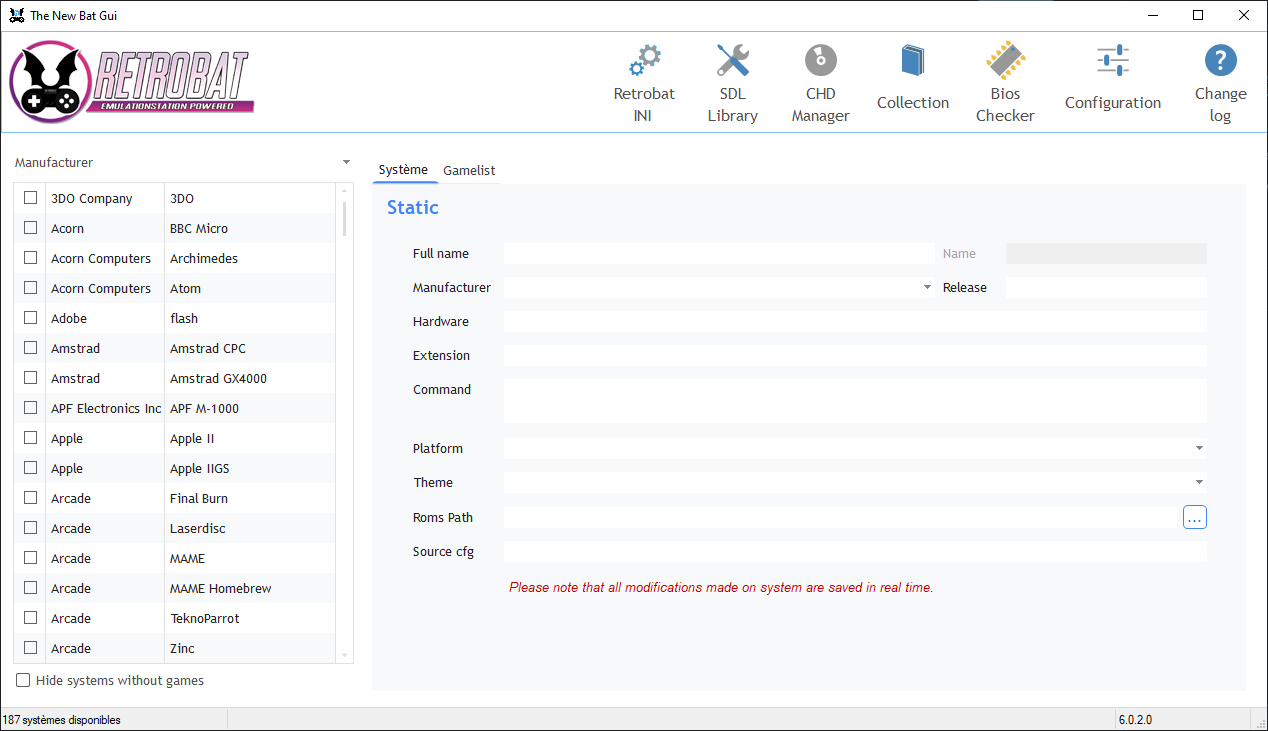 The New Bat Gui
RETROBAT
EMULATIONSTATION POWERED
Retrobat
INI
SDL
Library
CHD
Manager
Collection
Bios
Checker
Configuration
?
Change
log
Manufacturer
3DO Company 3DO
Acorn BBC Micro
Acorn Computers Archimedes
Acorn Computers Atom
Adobe flash
Amstrad Amstrad CPC
Amstrad Amstrad GX4000
APF Electronics Inc APF M-1000
Apple Apple II
Apple Apple IIGS
Arcade Final Burn
Arcade Laserdisc
Arcade MAME
Arcade MAME Homebrew
Arcade TeknoParrot
Arcade Zinc
Hide systems without games
Système Gamelist
Static
Full name Name
Manufacturer Release
Hardware
Extension
Command
Platform
Theme
Roms Path ...
Source cfg
Please note that all modifications made on system are saved in real time.
187 systèmes disponibles 6.0.2.0